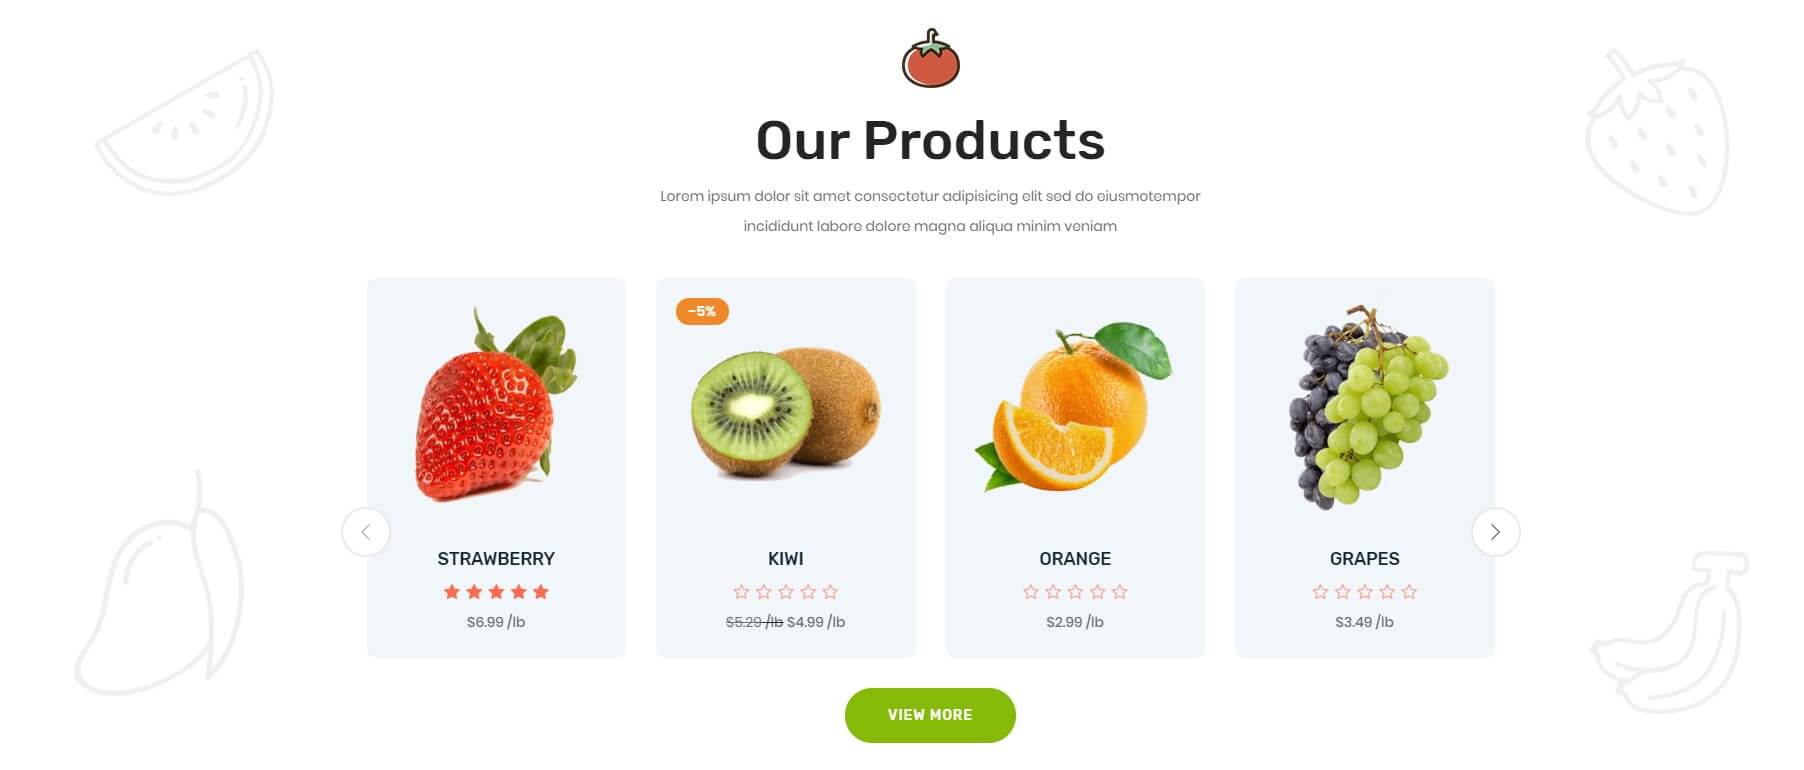 Our Products
Lorem ipsum dolor sit amet consectetur adipisicing elit sed do eiusmotempor
incididunt labore dolore magna aliqua minim veniam
-5%
STRAWBERRY
$6.99 /lb
KIWI
$5.29 /lb $4.99 /lb
ORANGE
$2.99 /lb
GRAPES
$3.49 /lb
VIEW MORE